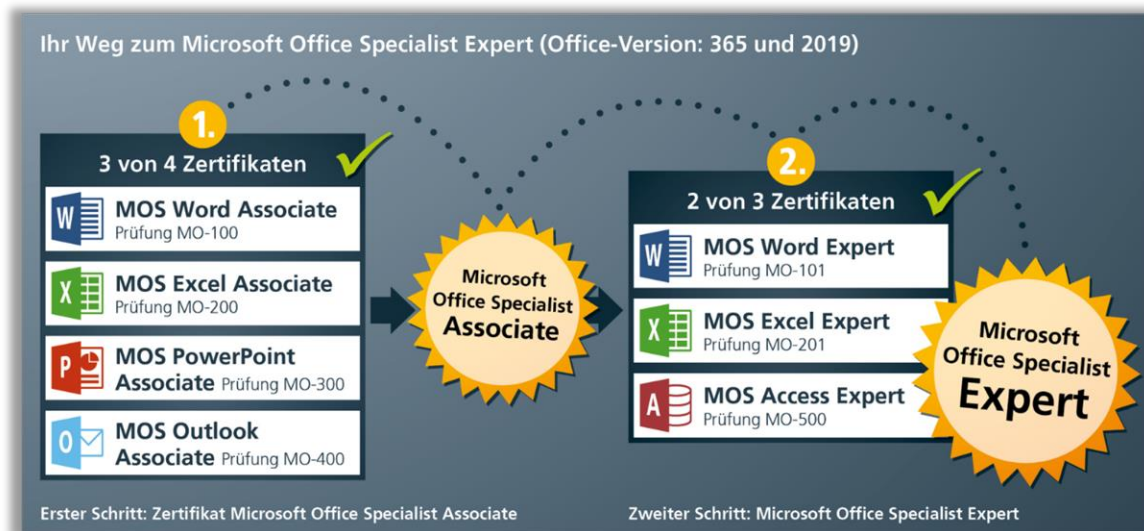 Ihr Weg zum Microsoft Office Specialist Expert (Office-Version: 365 und 2019)
1.
3 von 4 Zertifikaten
W
MOS Word Associate
Prüfung MO-100
X
MOS Excel Associate
Prüfung MO-200
P
MOS PowerPoint
Associate Prüfung MO-300
O
MOS Outlook
Associate Prüfung MO-400
Erster Schritt: Zertifikat Microsoft Office Specialist Associate
Microsoft
Office Specialist
Associate
2.
2 von 3 Zertifikaten
W
MOS Word Expert
Prüfung MO-101
X
MOS Excel Expert
Prüfung MO-201
A
MOS Access Expert
Prüfung MO-500
Microsoft
Office Specialist
Expert
Zweiter Schritt: Microsoft Office Specialist Expert